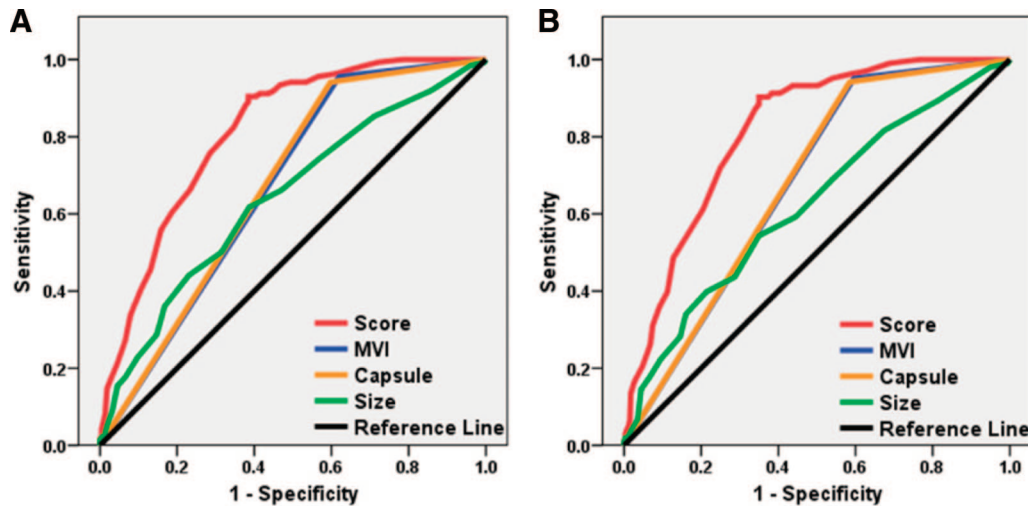 A
1.0
0.8
0.6
0.4
0.2
0.0
Sensitivity
Score
MVI
Capsule
Size
Reference Line
0.0 0.2 0.4 0.6 0.8 1.0
1 - Specificity
B
1.0
0.8
0.6
0.4
0.2
0.0
Sensitivity
Score
MVI
Capsule
Size
Reference Line
0.0 0.2 0.4 0.6 0.8 1.0
1 - Specificity